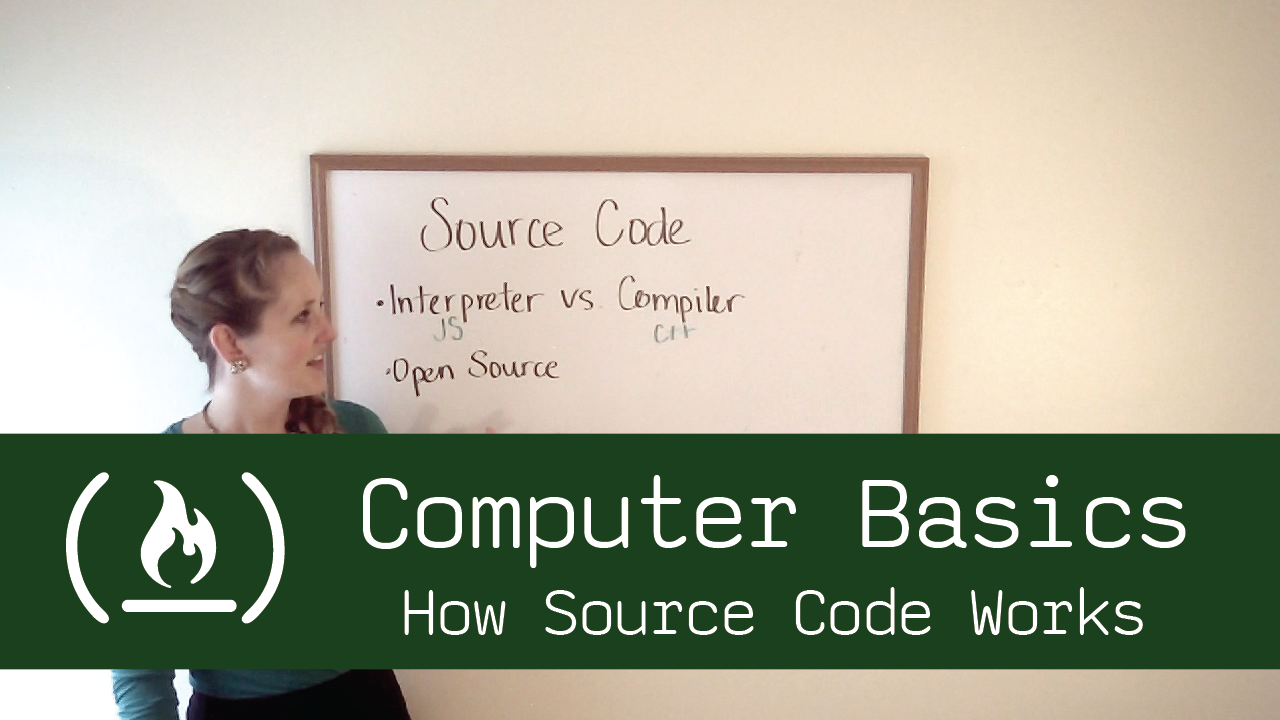 Source Code
•Interpreter vs. Compiler
JS C++
•Open Source
Computer Basics
How Source Code Works